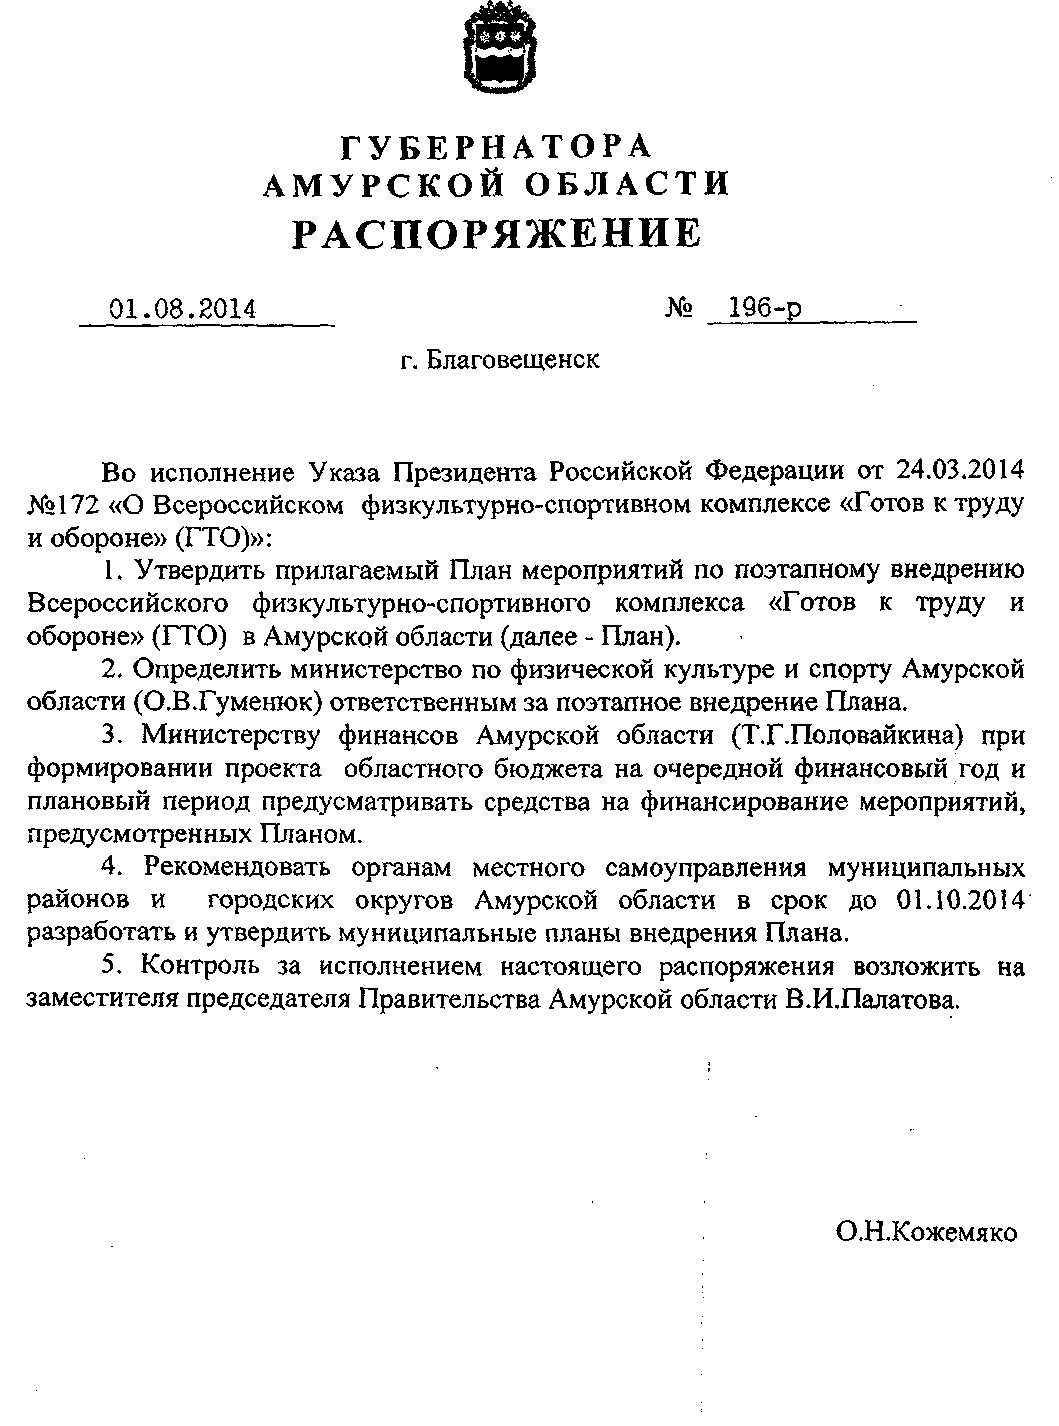 ГУБЕРНАТОРА
АМУРСКОЙ ОБЛАСТИ
РАСПОРЯЖЕНИЕ
01.08.2014 № 196-р
г. Благовещенск
Во исполнение Указа Президента Российской Федерации от 24.03.2014
№172 «О Всероссийском физкультурно-спортивном комплексе «Готов к труду
и обороне» (ГТО)»:
1. Утвердить прилагаемый План мероприятий по поэтапному внедрению
Всероссийского физкультурно-спортивного комплекса «Готов к труду и
обороне» (ГТО) в Амурской области (далее - План).
2. Определить министерство по физической культуре и спорту Амурской
области (О.В.Гуменюк) ответственным за поэтапное внедрение Плана.
3. Министерству финансов Амурской области (Т.Г.Половайкина) при
формировании проекта областного бюджета на очередной финансовый год и
плановый период предусматривать средства на финансирование мероприятий,
предусмотренных Планом.
4. Рекомендовать органам местного самоуправления муниципальных
районов и городских округов Амурской области в срок до 01.10.2014
разработать и утвердить муниципальные планы внедрения Плана.
5. Контроль за исполнением настоящего распоряжения возложить на
заместителя председателя Правительства Амурской области В.И.Палатова.
О.Н.Кожемяко